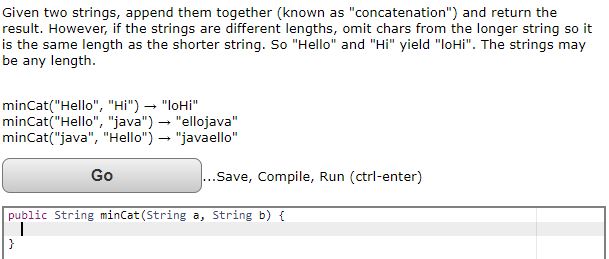 Given two strings, append them together (known as "concatenation") and return the
result. However, if the strings are different lengths, omit chars from the longer string so it
is the same length as the shorter string. So "Hello" and "Hi" yield "loHi". The strings may
be any length.
minCat("Hello", "Hi") → "loHi"
minCat("Hello", "java") → "ellojava"
minCat("java", "Hello") → "javaello"
Go ...Save, Compile, Run (ctrl-enter)
public String minCat(String a, String b) {
}